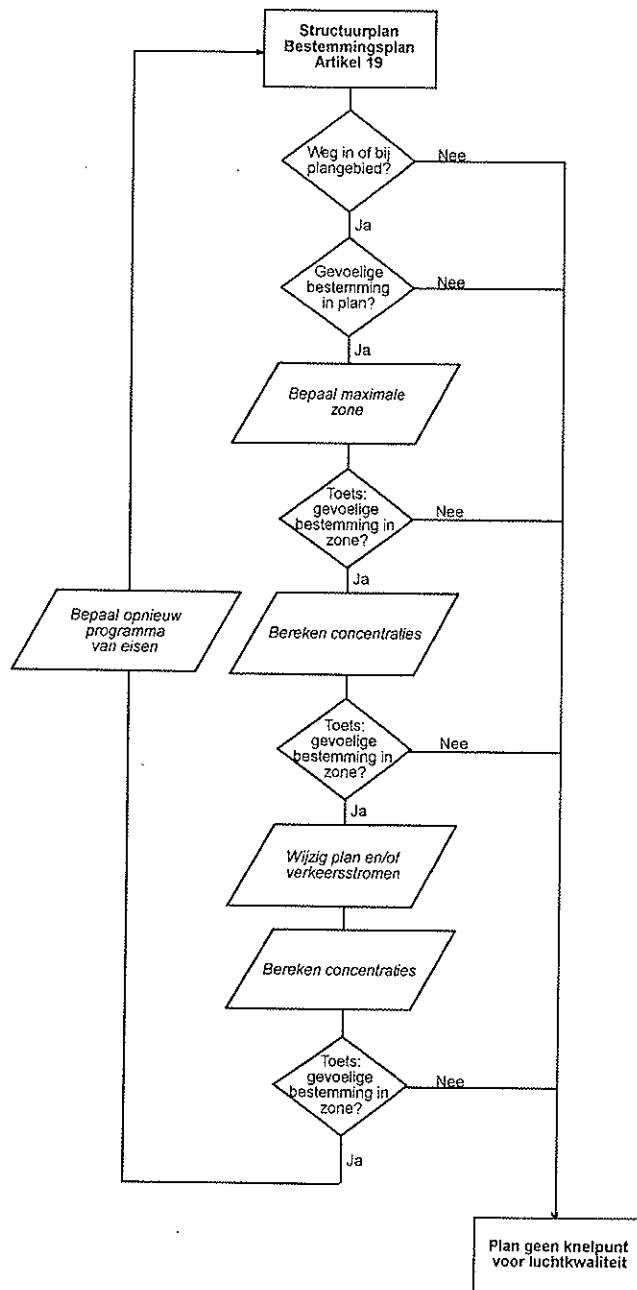 Structuurplan
Bestemmingsplan
Artikel 19
Weg in of bij
plangebied?
Nee
Ja
Gevoelige
bestemming
in plan?
Nee
Ja
Bepaal maximale
zone
Toets:
gevoelige
bestemming in
zone?
Nee
Ja
Bepaal opnieuw
programma
van eisen
Bereken concentraties
Toets:
gevoelige
bestemming in
zone?
Nee
Ja
Wijzig plan en/of
verkeersstromen
Bereken concentraties
Toets:
gevoelige
bestemming in
zone?
Nee
Ja
Plan geen knelpunt
voor luchtkwaliteit